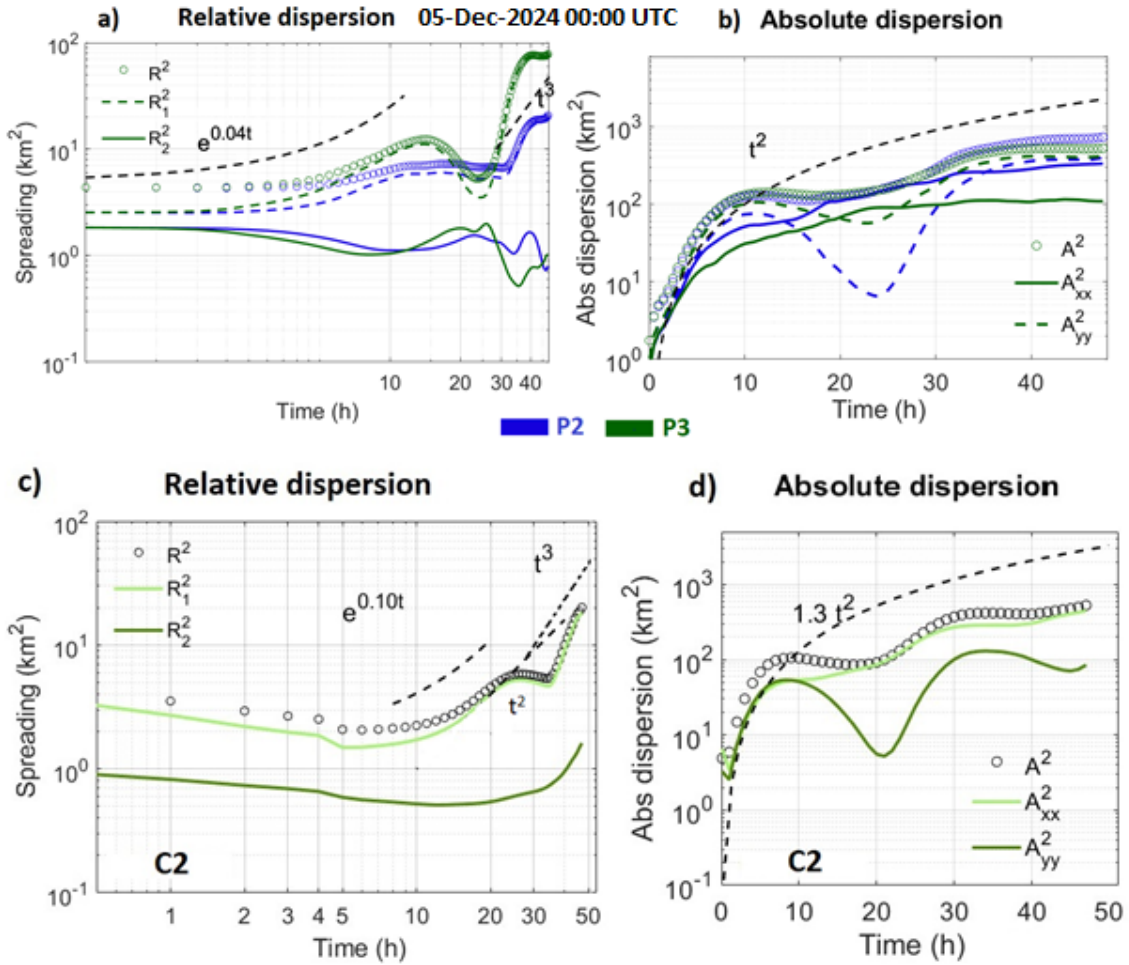 a) Relative dispersion 05-Dec-2024 00:00 UTC b) Absolute dispersion
Spreading (km²)
10²
10¹
10⁰
10⁻¹
R²
R₁²
R₂²
e^0.04t
t³
10 20 30 40
Time (h)
Abs dispersion (km²)
10³
10²
10¹
10⁰
t²
A²
A²xx
A²yy
0 10 20 30 40
Time (h)
P2 P3
c) Relative dispersion
Spreading (km²)
10²
10¹
10⁰
10⁻¹
R²
R₁²
R₂²
e^0.10t
t³
t²
C2
1 2 3 4 5 10 20 30 50
Time (h)
d) Absolute dispersion
Abs dispersion (km²)
10³
10²
10¹
10⁰
10⁻¹
1.3 t²
A²
A²xx
A²yy
C2
0 10 20 30 40 50
Time (h)